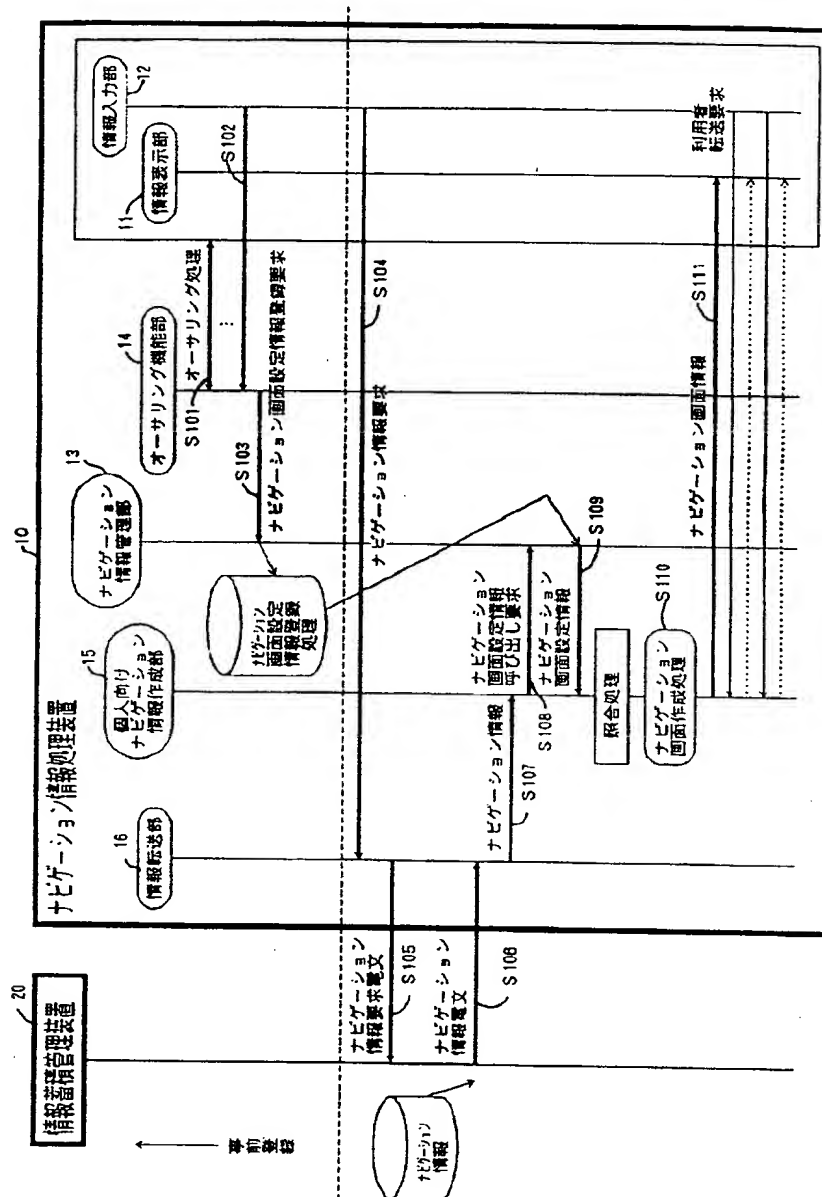 20
情報蓄積管理装置
10
ナビゲーション情報処理装置
16
情報転送部
15
個人向け
ナビゲーション
情報作成部
13
ナビゲーション
情報管理部
14
オーサリング機能部
11
情報表示部
12
情報入力部
事前登録
S101
オーサリング処理
⋮
S102
ナビゲーション画面設定情報登録要求
S103
ナビゲーション
画面設定
情報登録
処理
S104
ナビゲーション情報要求
ナビゲーション
情報要求電文
S105
ナビゲーション
情報電文
S106
ナビゲーション
情報
ナビゲーション情報
S107
ナビゲーション
画面設定情報
呼び出し要求
S108
ナビゲーション
画面設定情報
S109
照合処理
ナビゲーション
画面作成処理
S110
ナビゲーション画面情報
S111
利用者
転送要求